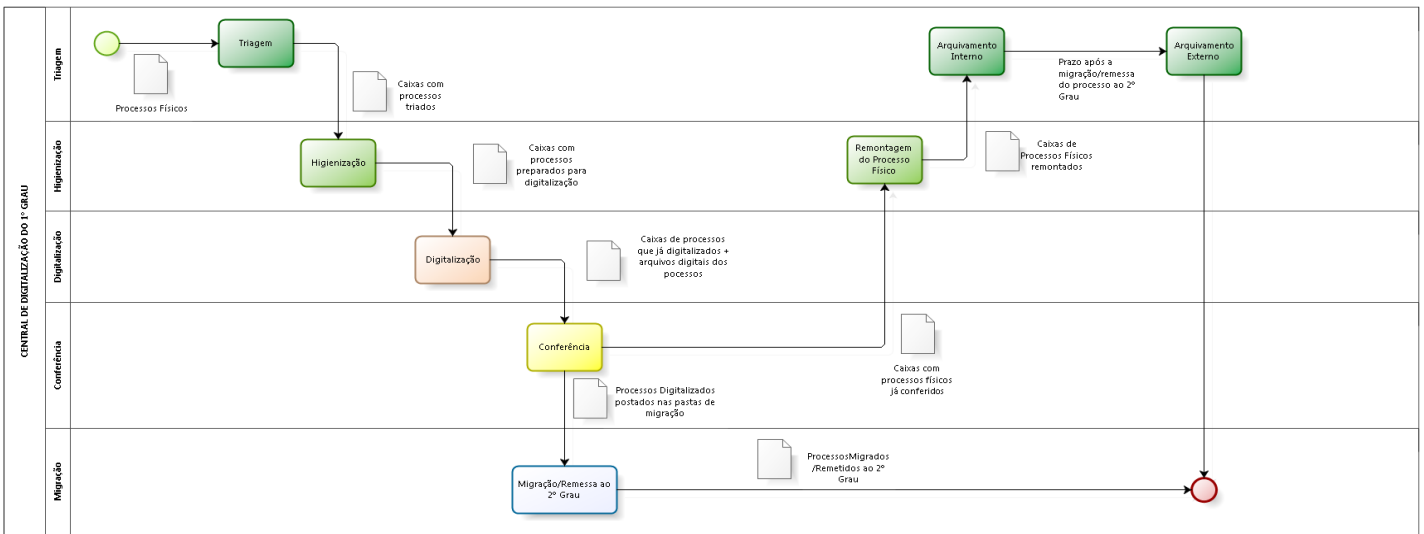 CENTRAL DE DIGITALIZAÇÃO DO 1º GRAU
Triagem
Triagem
Processos Físicos
Caixas com
processos
triados
Arquivamento
Interno
Prazo após a
migração/remessa
do processo ao 2º
Grau
Arquivamento
Externo
Higienização
Higienização
Caixas com
processos
preparados para
digitalização
Remontagem
do Processo
Físico
Caixas de
Processos Físicos
remontados
Digitalização
Digitalização
Caixas de processos
que já digitalizados +
arquivos digitais dos
pocessos
Conferência
Conferência
Processos Digitalizados
postados nas pastas de
migração
Caixas com
processos físicos
já conferidos
Migração
Migração/Remessa ao
2º Grau
ProcessosMigrados
/Remetidos ao 2º
Grau